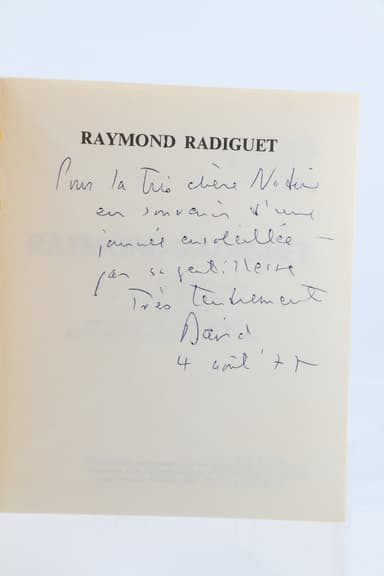 RAYMOND RADIGUET
Pour la très chère Nadine
en souvenir d'une
journée ensoleillée –
par sa gentillesse
Très tendrement
David
4 août 77